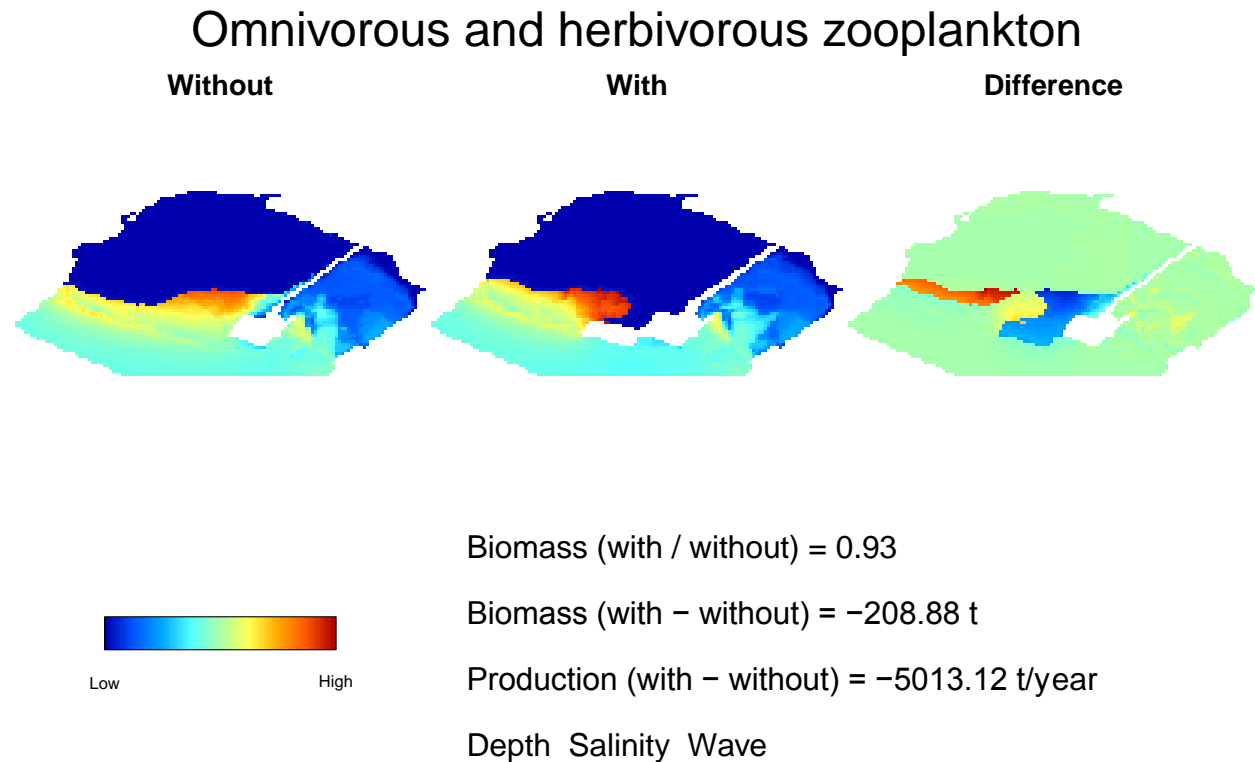 Omnivorous and herbivorous zooplankton
Without With Difference
Biomass (with / without) = 0.93
Biomass (with − without) = −208.88 t
Low High
Production (with − without) = −5013.12 t/year
Depth Salinity Wave